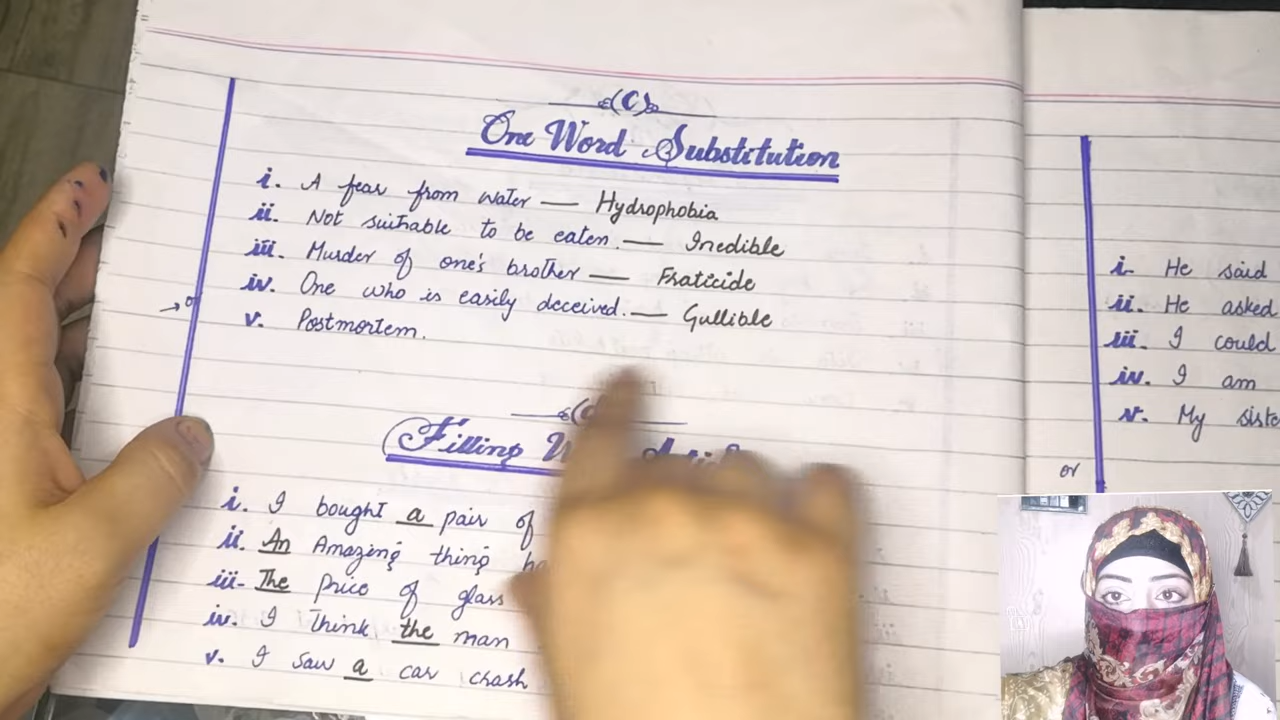 (C)
One Word Substitution
i. A fear from water — Hydrophobia
ii. Not suitable to be eaten. — Inedible
iii. Murder of one's brother — Fraticide
iv. One who is easily deceived. — Gullible
v. Postmortem.
Filling
i. I bought a pair of
ii. An Amazing thing
iii- The price of glass
iv. I Think the man
v. I saw a car crash
i. He said
ii. He asked
iii. I could
iv. I am
v. My siste
or